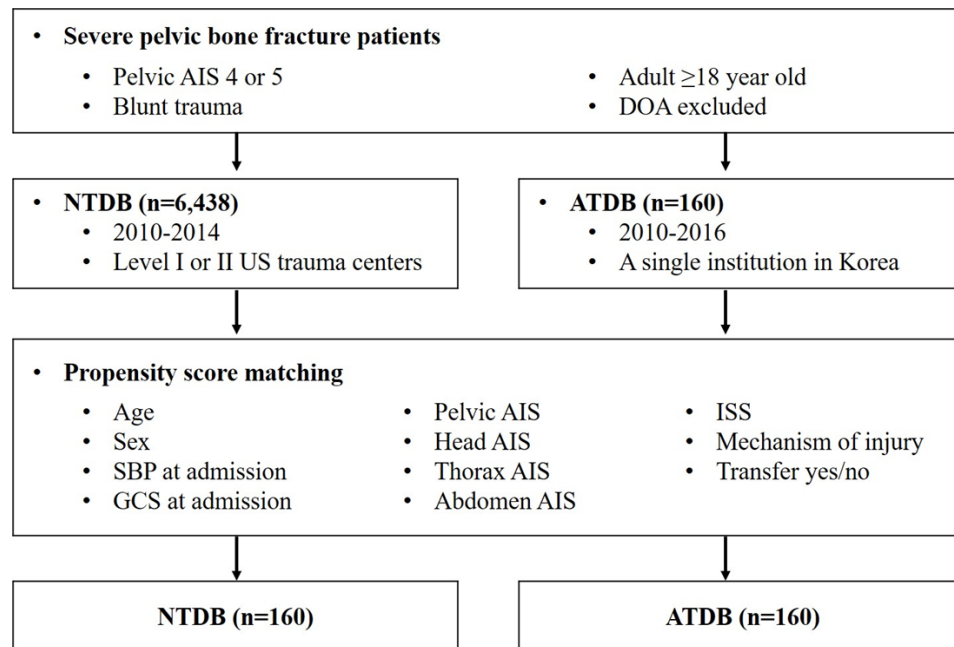 • Severe pelvic bone fracture patients
• Pelvic AIS 4 or 5
• Blunt trauma
• Adult ≥18 year old
• DOA excluded
• NTDB (n=6,438)
• 2010-2014
• Level I or II US trauma centers
• ATDB (n=160)
• 2010-2016
• A single institution in Korea
• Propensity score matching
• Age
• Sex
• SBP at admission
• GCS at admission
• Pelvic AIS
• Head AIS
• Thorax AIS
• Abdomen AIS
• ISS
• Mechanism of injury
• Transfer yes/no
NTDB (n=160)
ATDB (n=160)